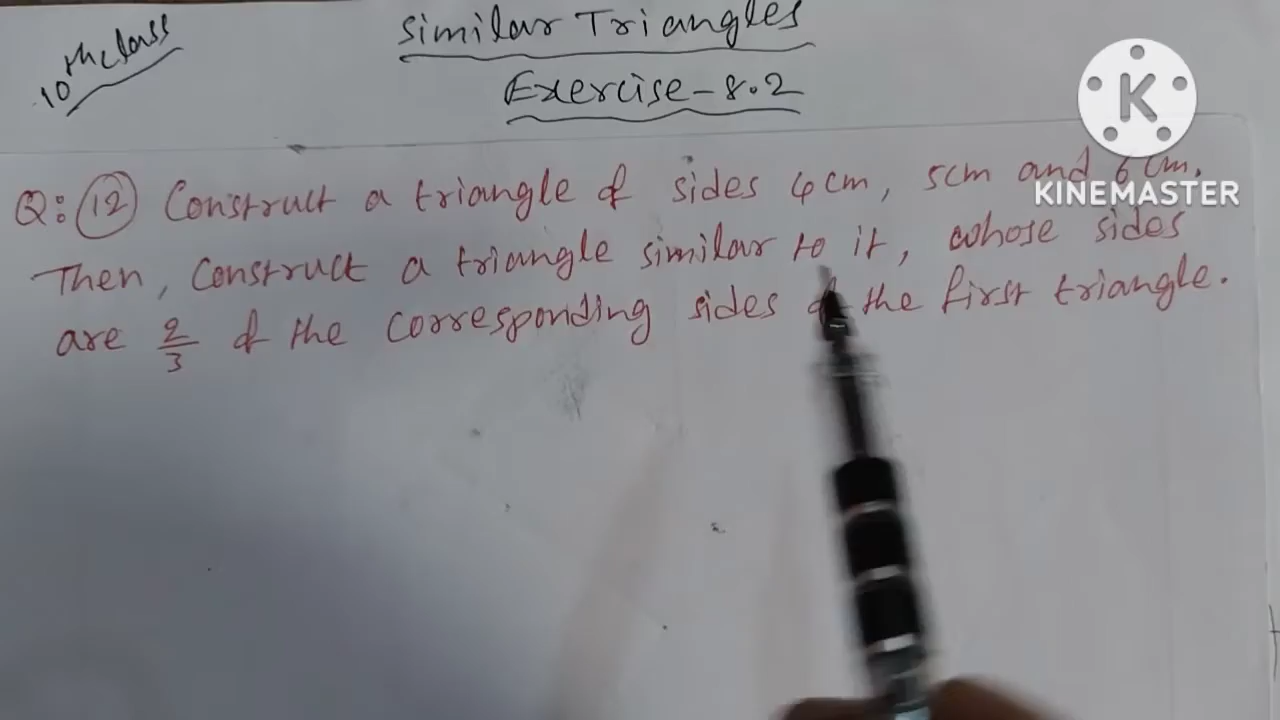 10th class
Similar Triangles
Exercise-8.2
K
KINEMASTER
Q: 12 Construct a triangle of sides 4cm, 5cm and 6cm.
Then, construct a triangle similar to it, whose sides
are 2/3 of the corresponding sides of the first triangle.